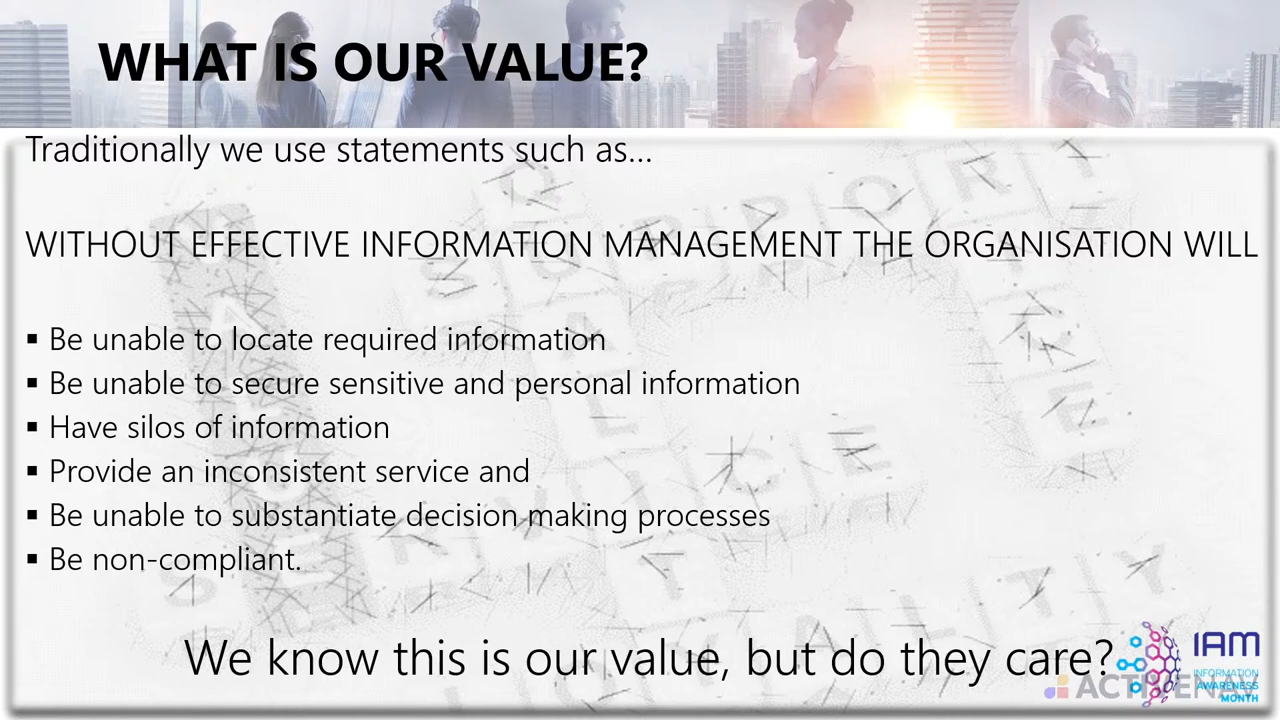 WHAT IS OUR VALUE?
Traditionally we use statements such as...
WITHOUT EFFECTIVE INFORMATION MANAGEMENT THE ORGANISATION WILL
▪ Be unable to locate required information
▪ Be unable to secure sensitive and personal information
▪ Have silos of information
▪ Provide an inconsistent service and
▪ Be unable to substantiate decision making processes
▪ Be non-compliant.
We know this is our value, but do they care?
IAM
INFORMATION
AWARENESS
MONTH